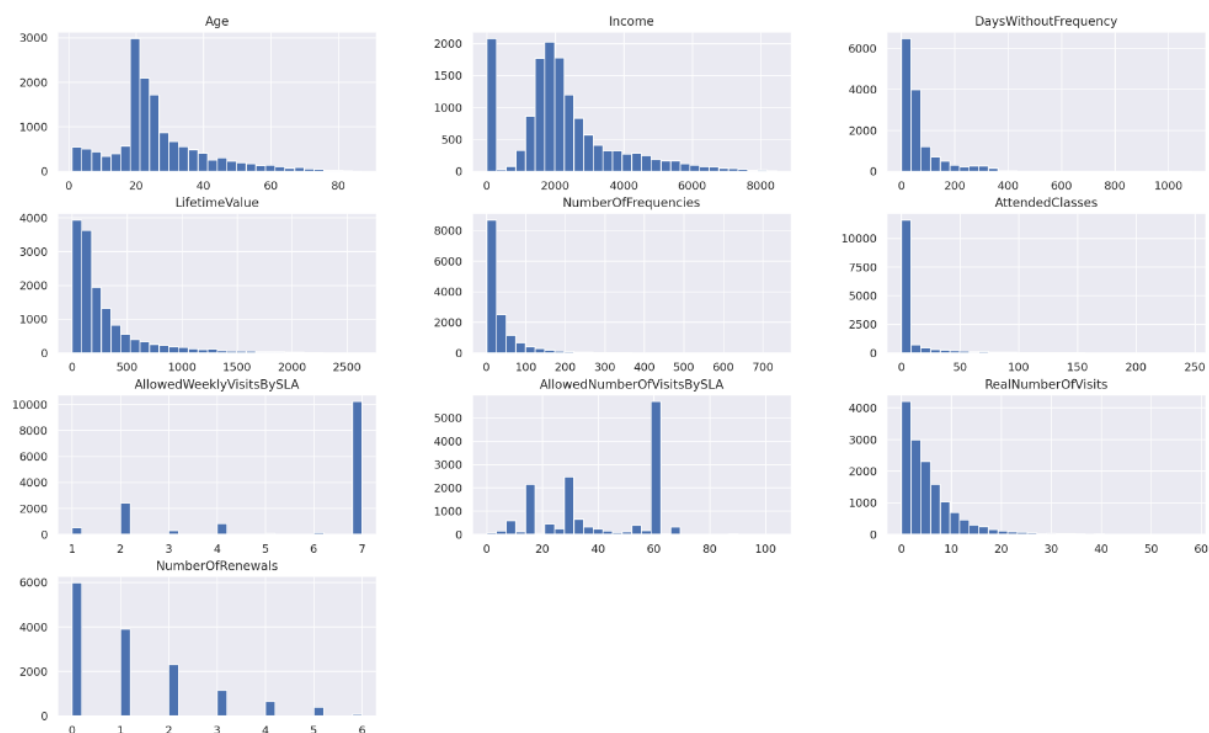 Age
3000
2000
1000
0
0 20 40 60 80
Income
2000
1500
1000
500
0
0 2000 4000 6000 8000
DaysWithoutFrequency
6000
4000
2000
0
0 200 400 600 800 1000
LifetimeValue
4000
3000
2000
1000
0
0 500 1000 1500 2000 2500
NumberOfFrequencies
8000
6000
4000
2000
0
0 100 200 300 400 500 600 700
AttendedClasses
10000
7500
5000
2500
0
0 50 100 150 200 250
AllowedWeeklyVisitsBySLA
10000
8000
6000
4000
2000
0
1 2 3 4 5 6 7
AllowedNumberOfVisitsBySLA
5000
4000
3000
2000
1000
0
0 20 40 60 80 100
RealNumberOfVisits
4000
3000
2000
1000
0
0 10 20 30 40 50 60
NumberOfRenewals
6000
4000
2000
0
0 1 2 3 4 5 6